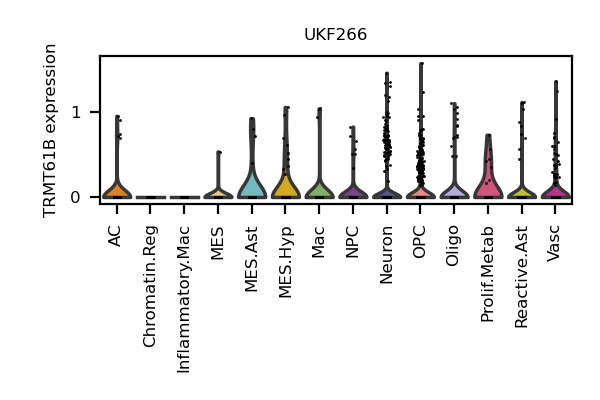 UKF266
TRMT61B expression
1
0
AC
Chromatin.Reg
Inflammatory.Mac
MES
MES.Ast
MES.Hyp
Mac
NPC
Neuron
OPC
Oligo
Prolif.Metab
Reactive.Ast
Vasc